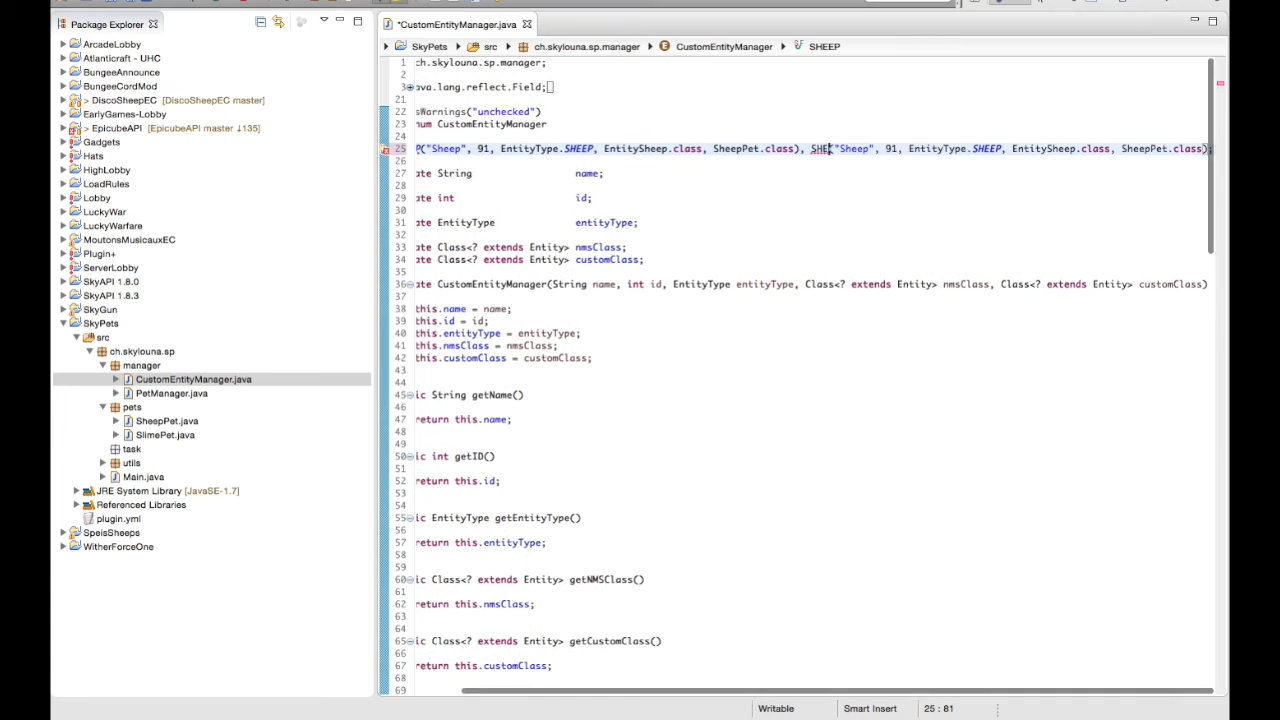 Package Explorer
ArcadeLobby
Atlanticraft - UHC
BungeeAnnounce
BungeeCordMod
> DiscoSheepEC [DiscoSheepEC master]
EarlyGames-Lobby
> EpicubeAPI [EpicubeAPI master ↓135]
Gadgets
Hats
HighLobby
LoadRules
Lobby
LuckyWar
LuckyWarfare
MoutonsMusicauxEC
Plugin+
ServerLobby
SkyAPI 1.8.0
SkyAPI 1.8.3
SkyGun
SkyPets
src
ch.skylouna.sp
manager
CustomEntityManager.java
PetManager.java
pets
SheepPet.java
SlimePet.java
task
utils
Main.java
JRE System Library [JavaSE-1.7]
Referenced Libraries
plugin.yml
SpeisSheeps
WitherForceOne
*CustomEntityManager.java
SkyPets src ch.skylouna.sp.manager CustomEntityManager SHEEP
1 ch.skylouna.sp.manager;
2
3 ava.lang.reflect.Field;
21
22 sWarnings("unchecked")
23 num CustomEntityManager
24
25 P("Sheep", 91, EntityType.SHEEP, EntitySheep.class, SheepPet.class), SHEE"Sheep", 91, EntityType.SHEEP, EntitySheep.class, SheepPet.class);
26
27 ate String name;
28
29 ate int id;
30
31 ate EntityType entityType;
32
33 ate Class<? extends Entity> nmsClass;
34 ate Class<? extends Entity> customClass;
35
36 ate CustomEntityManager(String name, int id, EntityType entityType, Class<? extends Entity> nmsClass, Class<? extends Entity> customClass)
37
38 this.name = name;
39 this.id = id;
40 this.entityType = entityType;
41 this.nmsClass = nmsClass;
42 this.customClass = customClass;
43
44
45 ic String getName()
46
47 return this.name;
48
49
50 ic int getID()
51
52 return this.id;
53
54
55 ic EntityType getEntityType()
56
57 return this.entityType;
58
59
60 ic Class<? extends Entity> getNMSClass()
61
62 return this.nmsClass;
63
64
65 ic Class<? extends Entity> getCustomClass()
66
67 return this.customClass;
68
69
Writable Smart Insert 25 : 81